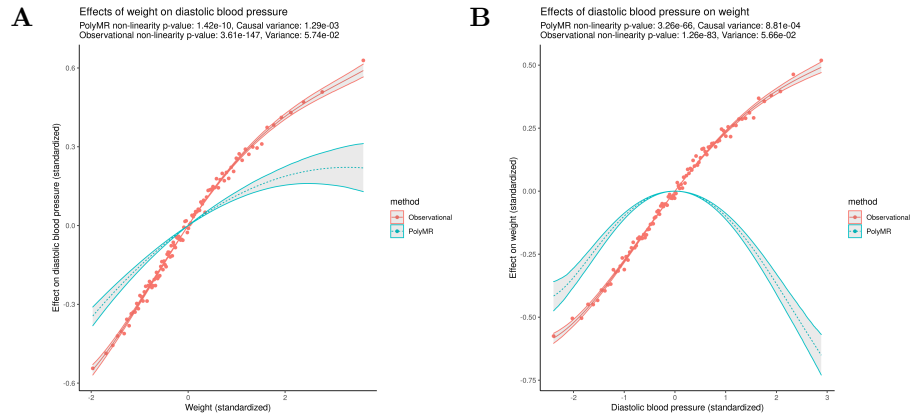 A
Effects of weight on diastolic blood pressure
PolyMR non-linearity p-value: 1.42e-10, Causal variance: 1.29e-03
Observational non-linearity p-value: 3.61e-147, Variance: 5.74e-02
Effect on diastolic blood pressure (standardized)
0.6
0.3
0.0
-0.3
-0.6
-2
0
2
Weight (standardized)
method
Observational
PolyMR
B
Effects of diastolic blood pressure on weight
PolyMR non-linearity p-value: 3.26e-66, Causal variance: 8.81e-04
Observational non-linearity p-value: 1.26e-83, Variance: 5.66e-02
Effect on weight (standardized)
0.50
0.25
0.00
-0.25
-0.50
-0.75
-2
-1
0
1
2
3
Diastolic blood pressure (standardized)
method
Observational
PolyMR